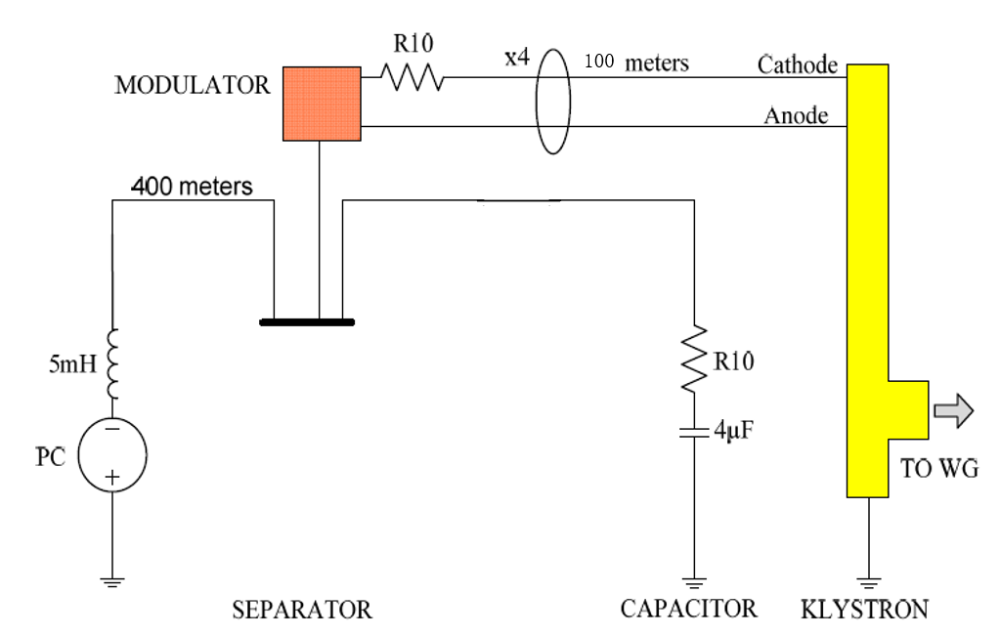 R10
x4
100 meters
Cathode
MODULATOR
Anode
400 meters
5mH
R10
−
PC
4µF
+
TO WG
SEPARATOR
CAPACITOR
KLYSTRON